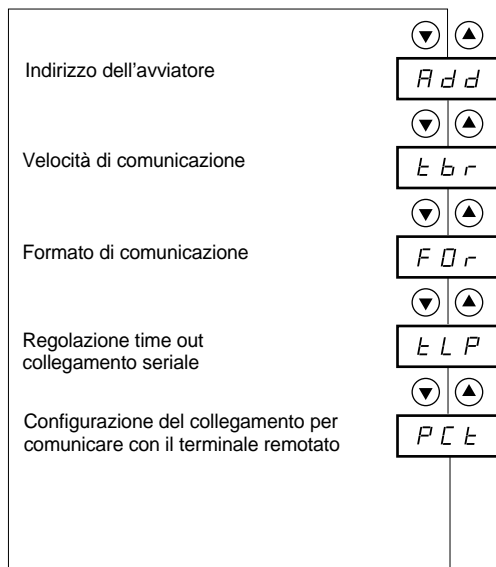 Indirizzo dell'avviatore
Add
Velocità di comunicazione
tbr
Formato di comunicazione
FOr
Regolazione time out
collegamento seriale
tLP
Configurazione del collegamento per
comunicare con il terminale remotato
PCt